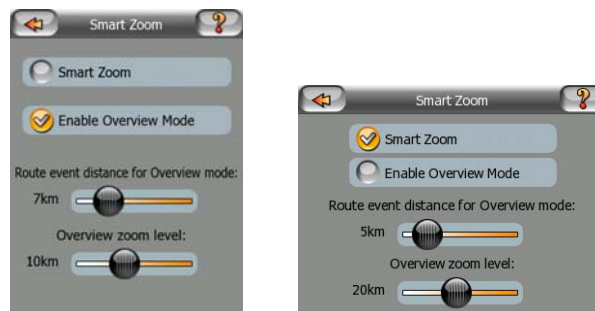 Smart Zoom
?
Smart Zoom
Enable Overview Mode
Route event distance for Overview mode:
7km
Overview zoom level:
10km
Smart Zoom
?
Smart Zoom
Enable Overview Mode
Route event distance for Overview mode:
5km
Overview zoom level:
20km